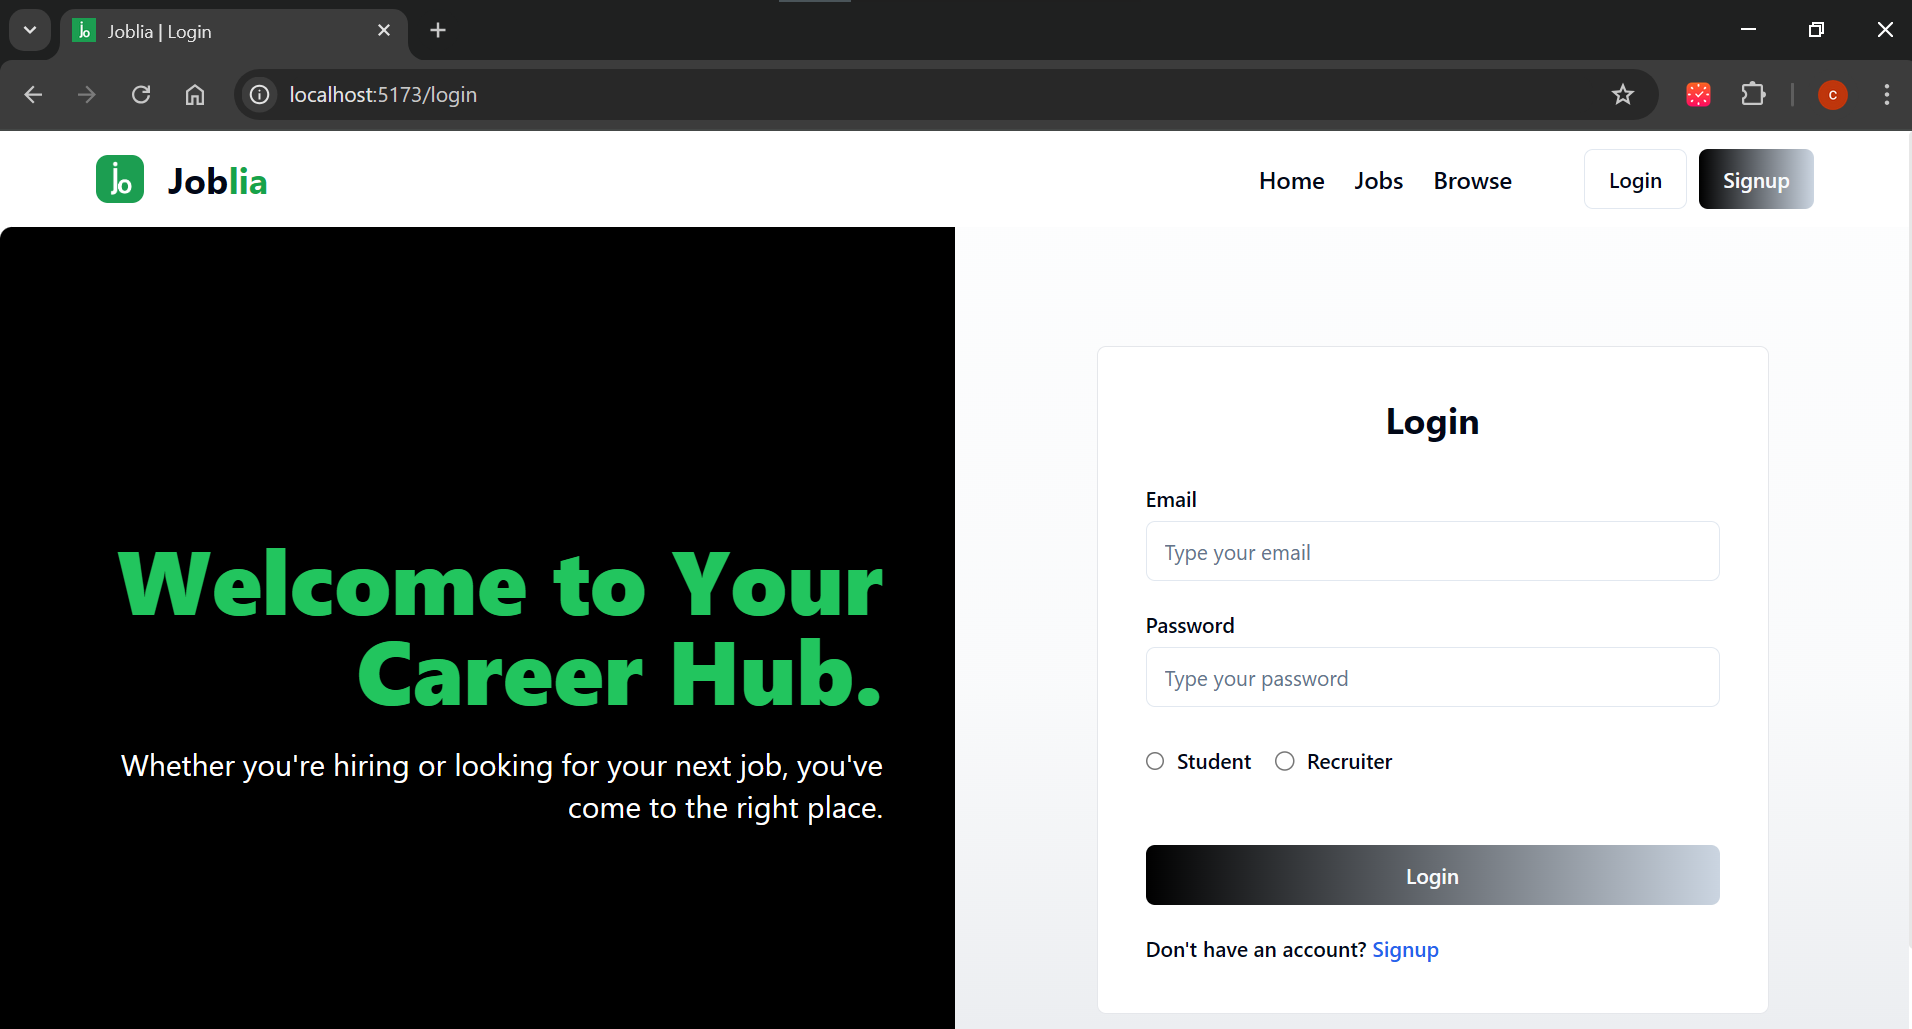 jo Joblia | Login
localhost:5173/login
c
jo Joblia
Home Jobs Browse Login Signup
Welcome to Your
Career Hub.
Whether you're hiring or looking for your next job, you've
come to the right place.
Login
Email
Type your email
Password
Type your password
Student Recruiter
Login
Don't have an account? Signup